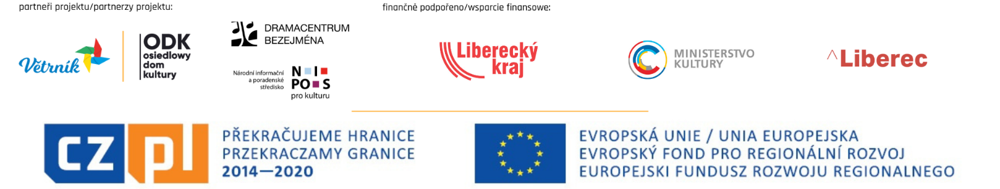 partneři projektu/partnerzy projektu:
Větrník
ODK
osiedlowy
dom
kultury
DRAMACENTRUM
BEZEJMÉNA
Národní informační
a poradenské
středisko
NI
POS
pro kulturu
finančně podpořeno/wsparcie finansowe:
Liberecký
kraj
MINISTERSTVO
KULTURY
^Liberec
CZ pl
PŘEKRAČUJEME HRANICE
PRZEKRACZAMY GRANICE
2014—2020
EVROPSKÁ UNIE / UNIA EUROPEJSKA
EVROPSKÝ FOND PRO REGIONÁLNÍ ROZVOJ
EUROPEJSKI FUNDUSZ ROZWOJU REGIONALNEGO